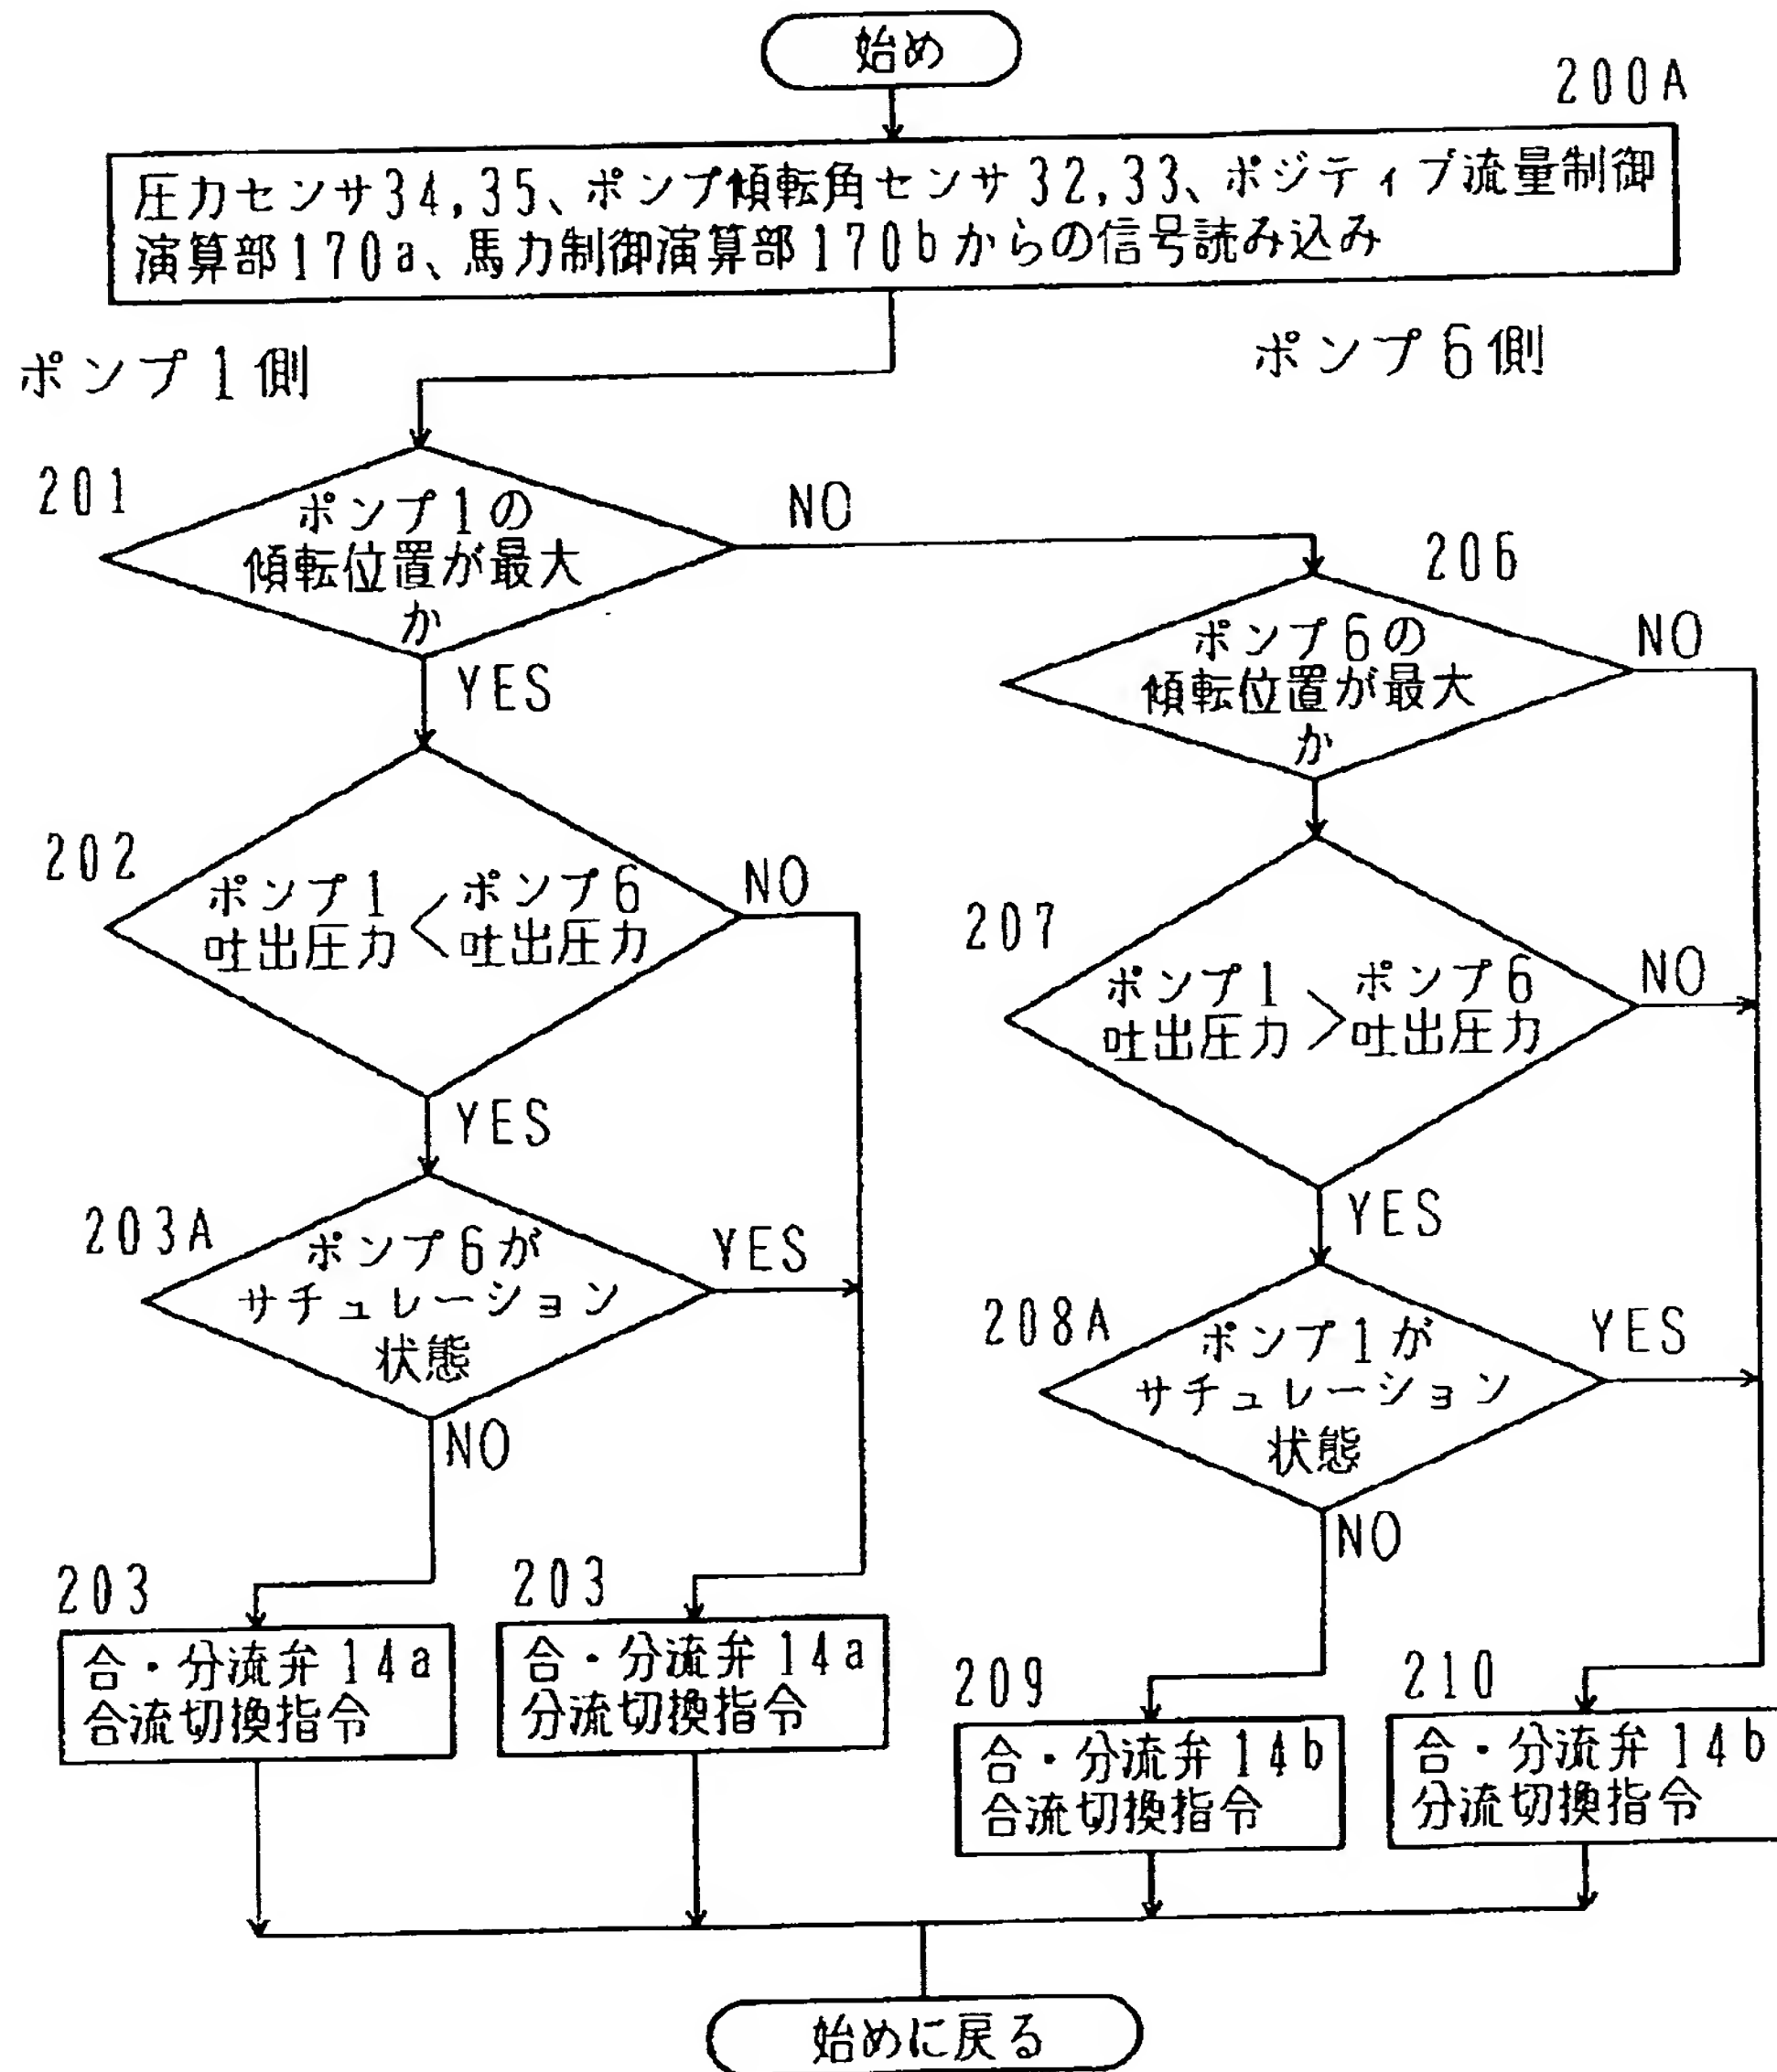 始め
200A
圧力センサ34,35、ポンプ傾転角センサ32,33、ポジティブ流量制御
演算部170a、馬力制御演算部170bからの信号読み込み
ポンプ1側
ポンプ6側
201
ポンプ1の
傾転位置が最大
か
NO
YES
206
ポンプ6の
傾転位置が最大
か
NO
202
ポンプ1
吐出圧力
<
ポンプ6
吐出圧力
NO
YES
207
ポンプ1
吐出圧力
>
ポンプ6
吐出圧力
NO
YES
203A
ポンプ6が
サチュレーション
状態
YES
NO
208A
ポンプ1が
サチュレーション
状態
YES
NO
203
合・分流弁14a
合流切換指令
203
合・分流弁14a
分流切換指令
209
合・分流弁14b
合流切換指令
210
合・分流弁14b
分流切換指令
始めに戻る